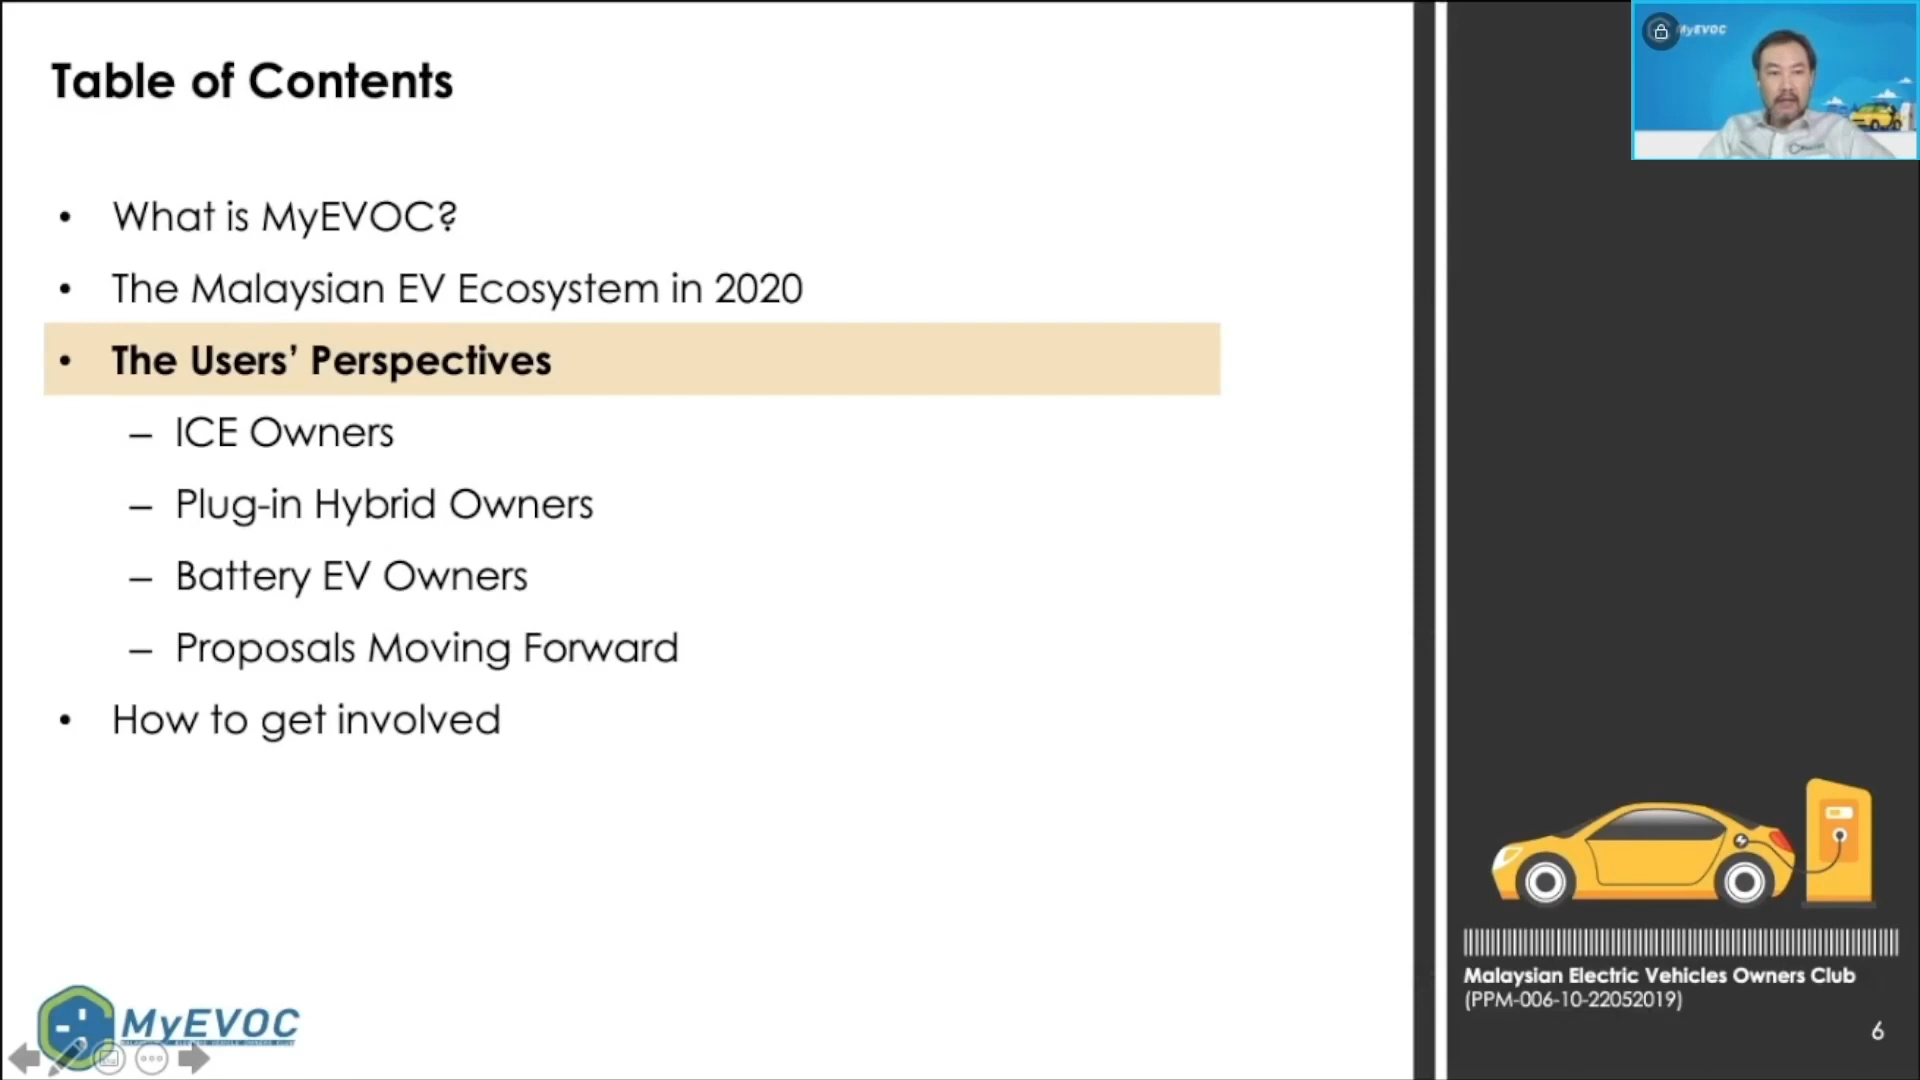 Table of Contents
MyEVOC
• What is MyEVOC?
• The Malaysian EV Ecosystem in 2020
• The Users’ Perspectives
– ICE Owners
– Plug-in Hybrid Owners
– Battery EV Owners
– Proposals Moving Forward
• How to get involved
Malaysian Electric Vehicles Owners Club
(PPM-006-10-22052019)
6
MyEVOC